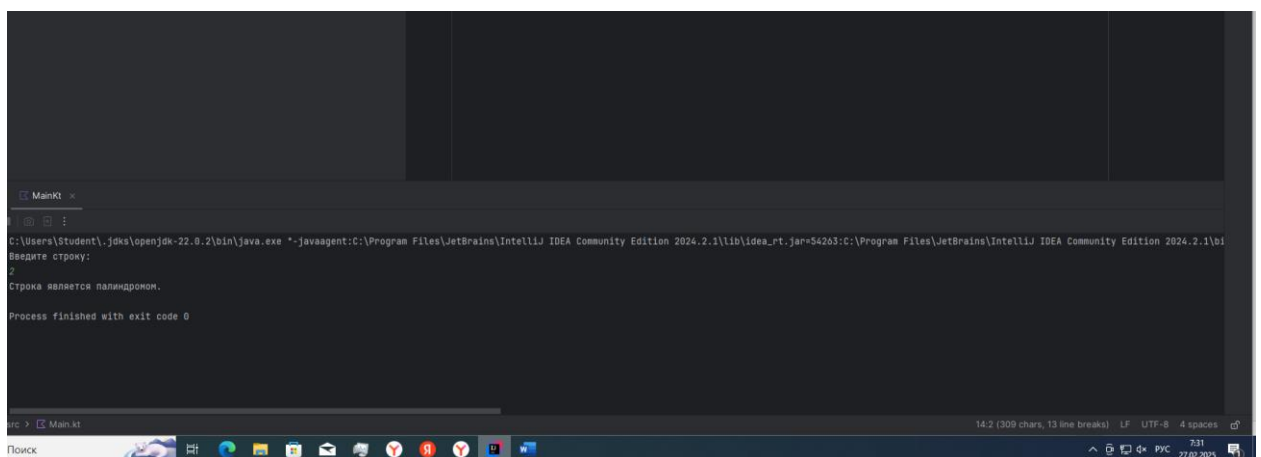 MainKt ×
C:\Users\Student\.jdks\openjdk-22.0.2\bin\java.exe "-javaagent:C:\Program Files\JetBrains\IntelliJ IDEA Community Edition 2024.2.1\lib\idea_rt.jar=54263:C:\Program Files\JetBrains\IntelliJ IDEA Community Edition 2024.2.1\bi
Введите строку:
2
Строка является палиндромом.
Process finished with exit code 0
src > Main.kt
14:2 (309 chars, 13 line breaks) LF UTF-8 4 spaces
Поиск
РУС
7:31
27.02.2025